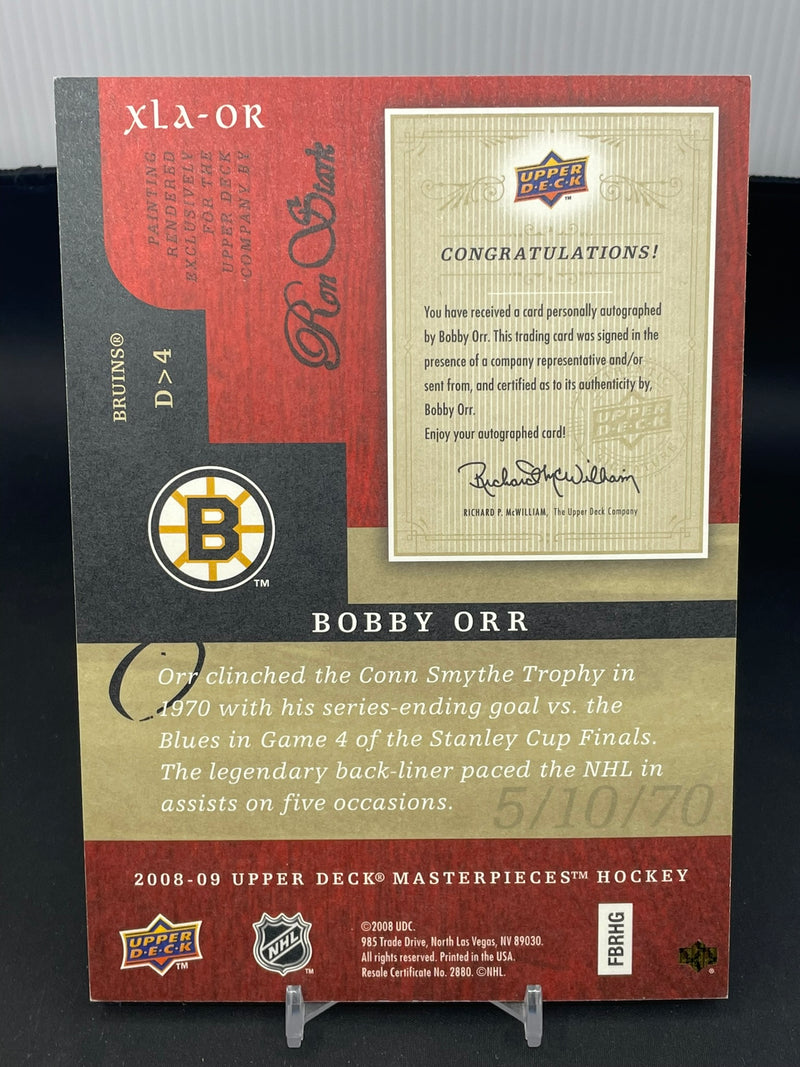 XLA-OR
PAINTING
RENDERED
EXCLUSIVELY
FOR THE
UPPER DECK
COMPANY BY
Ron Stark
BRUINS®
D>4
B
TM
UPPER
D·E·C·K
TM
CONGRATULATIONS!
You have received a card personally autographed
by Bobby Orr. This trading card was signed in the
presence of a company representative and/or
sent from, and certified as to its authenticity by,
Bobby Orr.
Enjoy your autographed card!
UPPER
DECK
Richard McWilliam
RICHARD P. McWILLIAM, The Upper Deck Company
BOBBY ORR
O
Orr clinched the Conn Smythe Trophy in
1970 with his series-ending goal vs. the
Blues in Game 4 of the Stanley Cup Finals.
The legendary back-liner paced the NHL in
assists on five occasions.
5/10/70
2008-09 UPPER DECK® MASTERPIECES™ HOCKEY
UPPER
D·E·C·K
TM
NHL
TM
©2008 UDC.
985 Trade Drive, North Las Vegas, NV 89030.
All rights reserved. Printed in the USA.
Resale Certificate No. 2880. ©NHL.
FBRHG
®